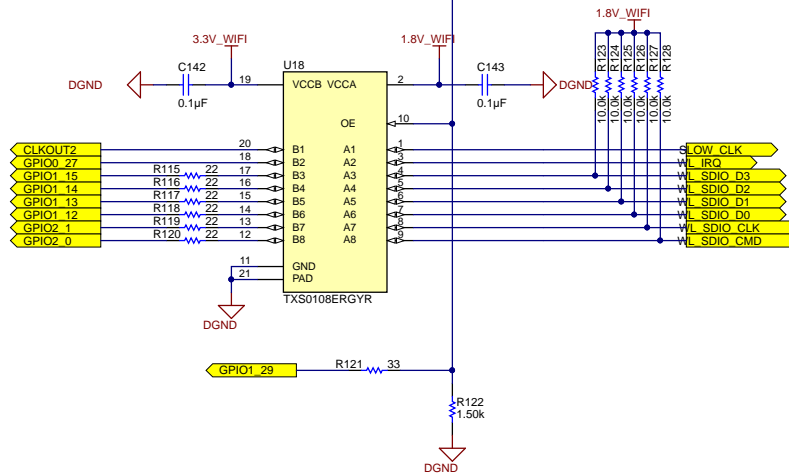 1.8V_WIFI
3.3V_WIFI
1.8V_WIFI
R123
R124
R125
R126
R127
R128
C142
U18
C143
DGND
19
VCCB
VCCA
2
DGND
0.1µF
0.1µF
10.0k
10.0k
10.0k
10.0k
10.0k
10.0k
OE
10
CLKOUT2
20
B1
A1
1
SLOW_CLK
GPIO0_27
18
B2
A2
3
WL_IRQ
GPIO1_15
R115
22
17
B3
A3
4
WL_SDIO_D3
GPIO1_14
R116
22
16
B4
A4
5
WL_SDIO_D2
GPIO1_13
R117
22
15
B5
A5
6
WL_SDIO_D1
GPIO1_12
R118
22
14
B6
A6
7
WL_SDIO_D0
GPIO2_1
R119
22
13
B7
A7
8
WL_SDIO_CLK
GPIO2_0
R120
22
12
B8
A8
9
WL_SDIO_CMD
11
GND
21
PAD
TXS0108ERGYR
DGND
GPIO1_29
R121
33
R122
1.50k
DGND